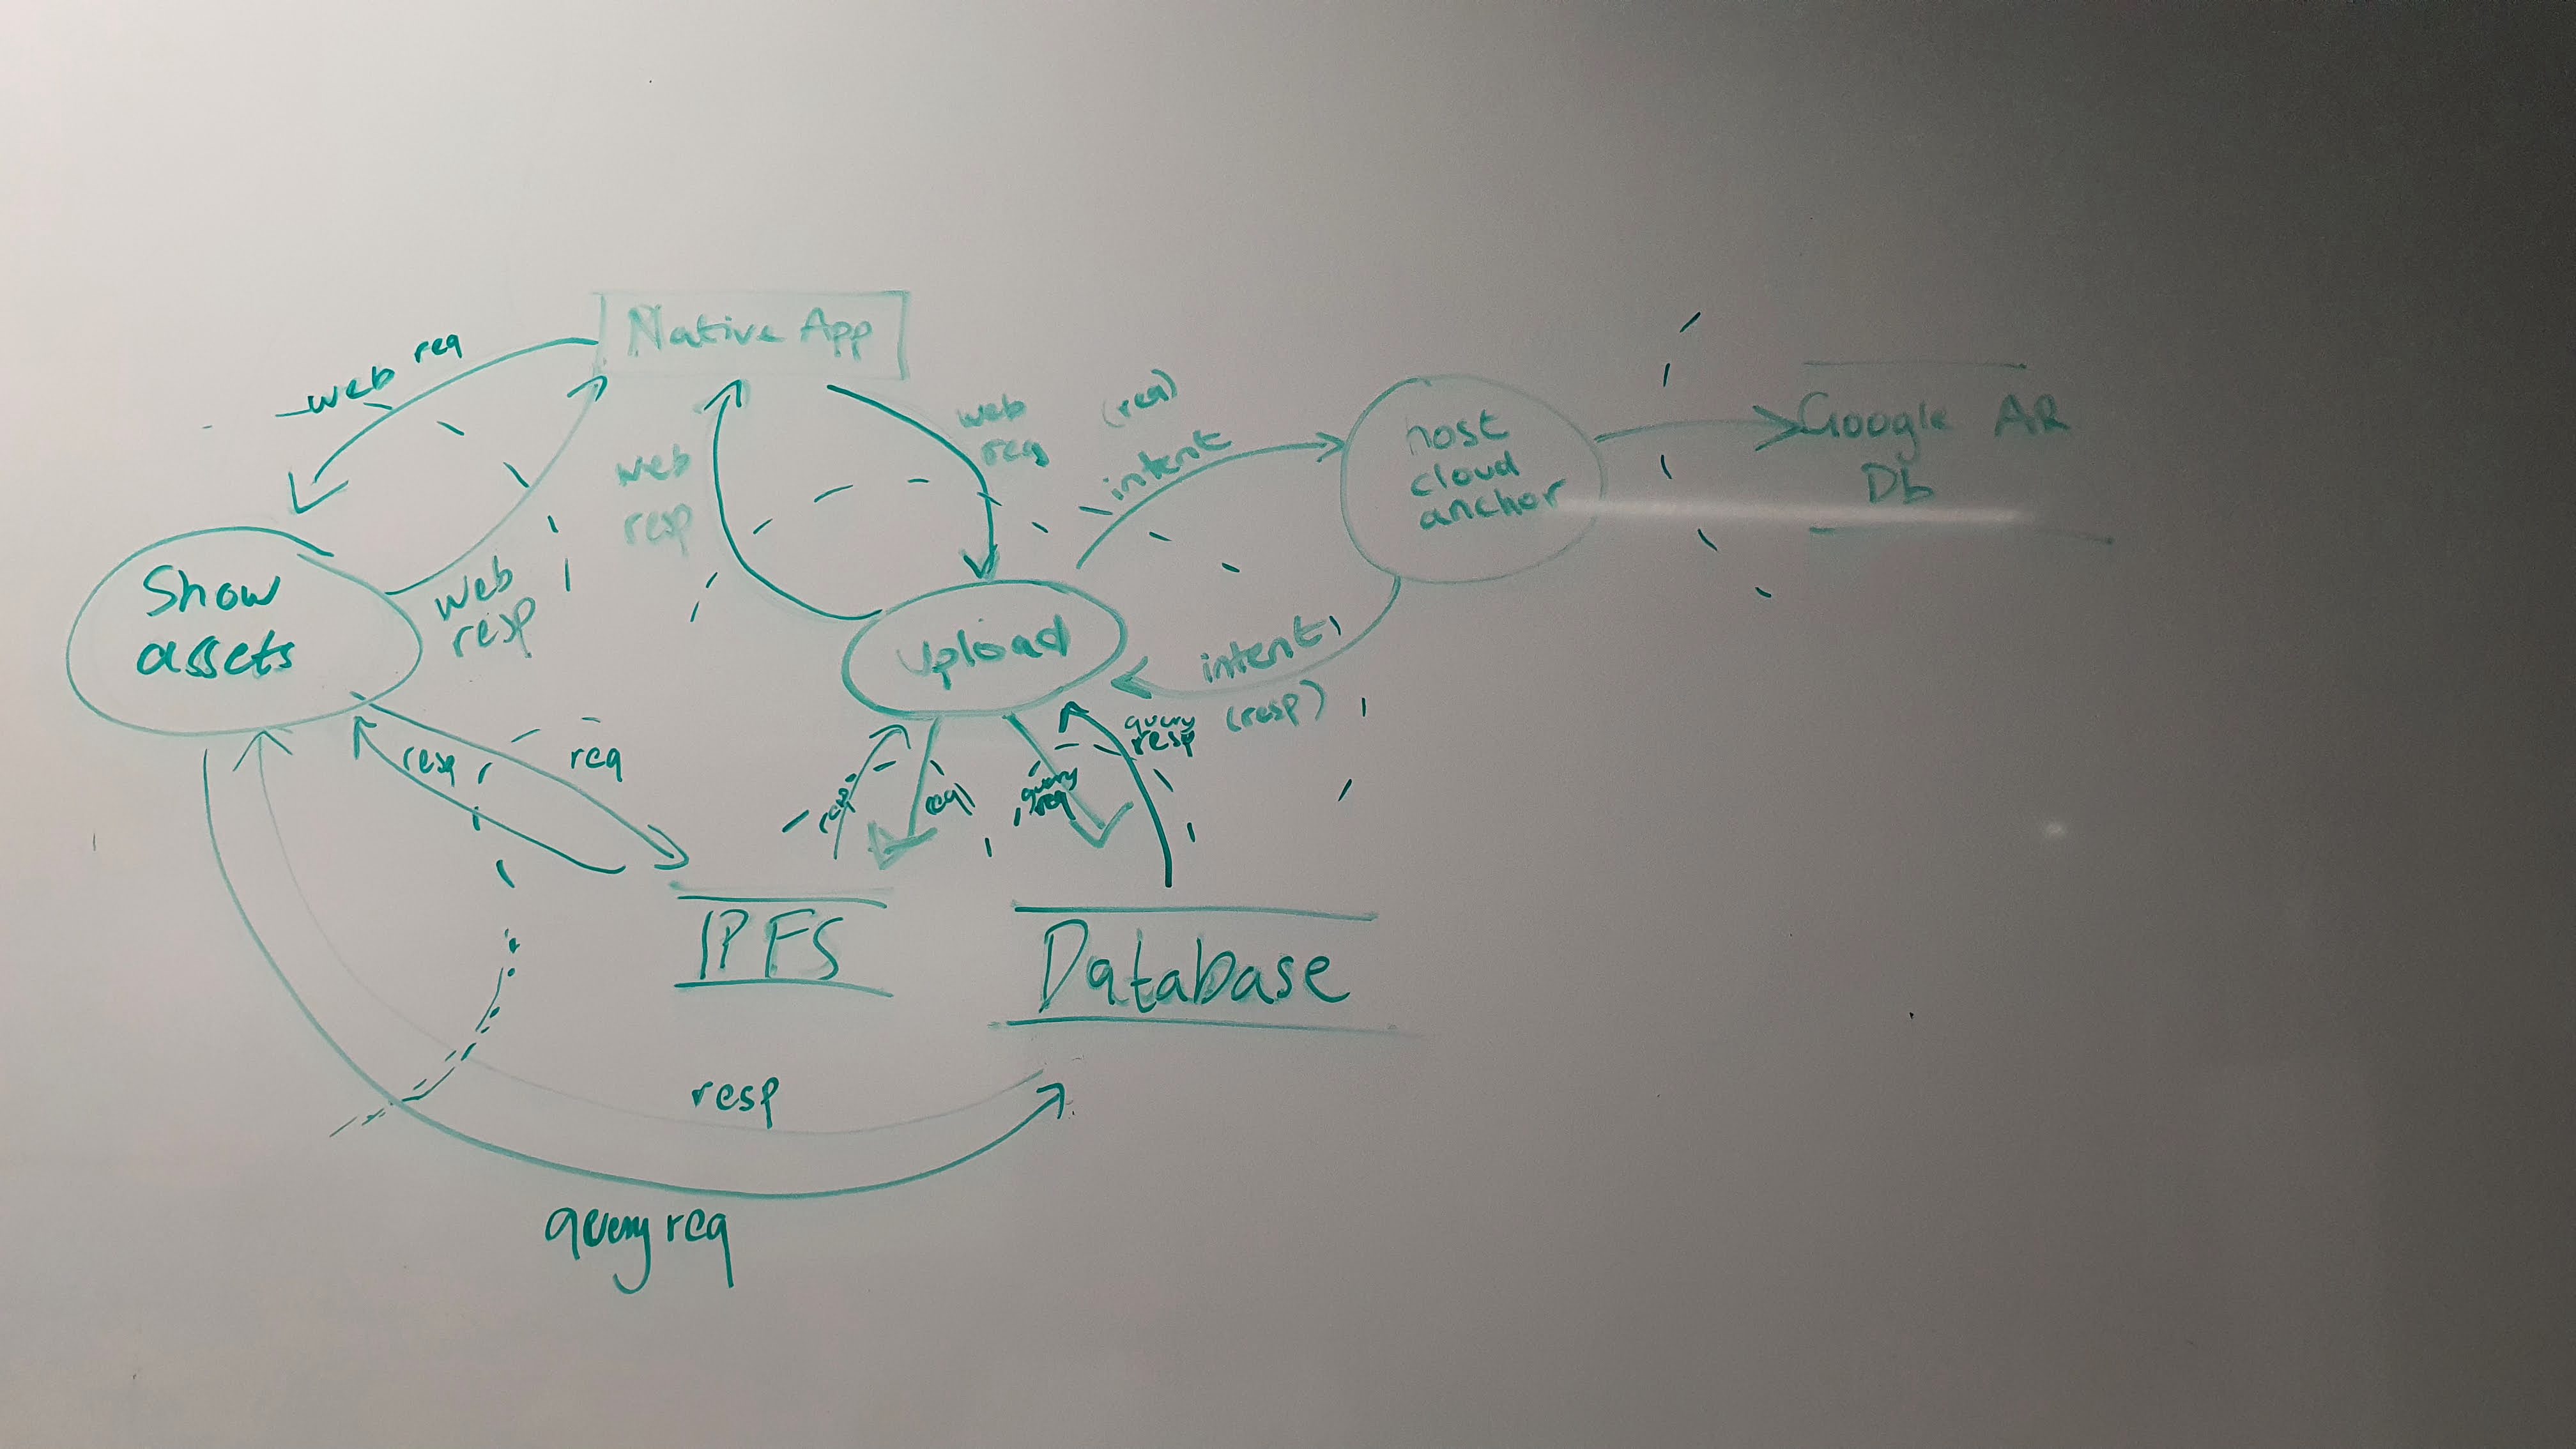 Native App
web req
web
resp
web
resp
web
req
(req)
intent
host
cloud
anchor
Google AR
Db
Show
assets
Upload
intent
(resp)
resp
req
resp
req
query
req
query
resp
IPFS
Database
resp
query req